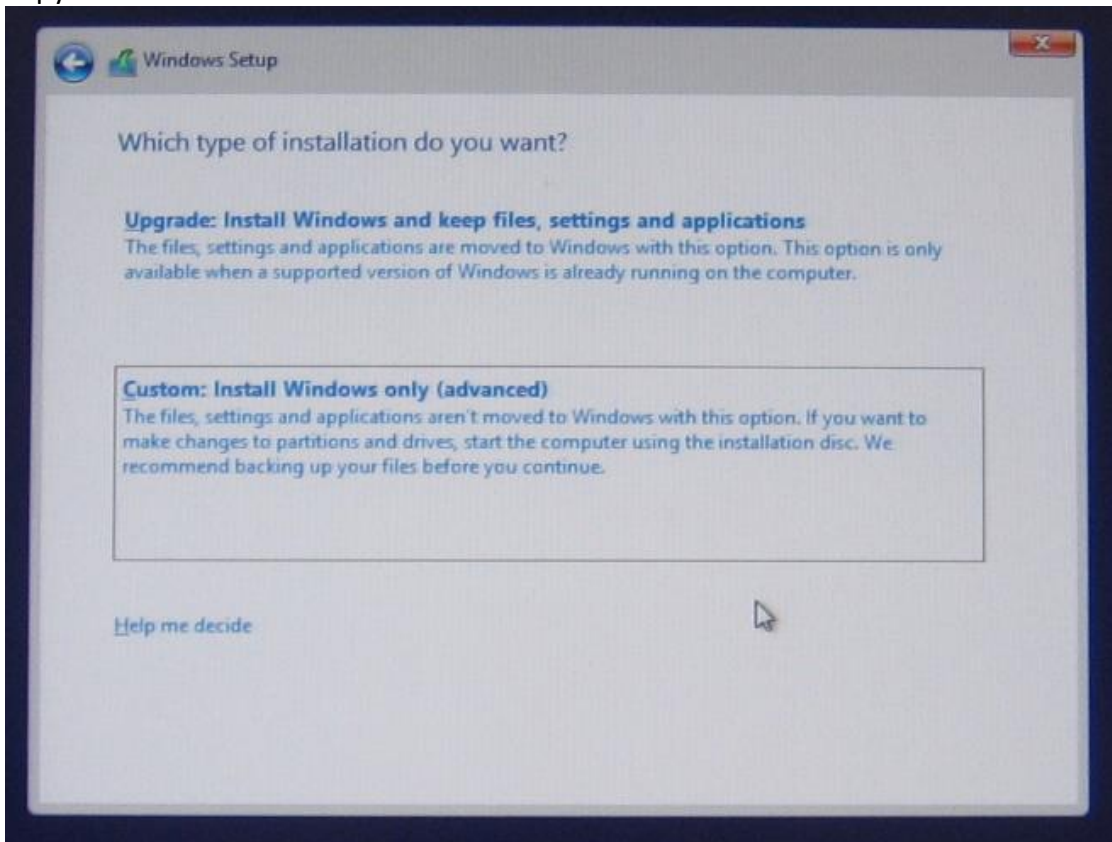 Windows Setup
Which type of installation do you want?
Upgrade: Install Windows and keep files, settings and applications
The files, settings and applications are moved to Windows with this option. This option is only
available when a supported version of Windows is already running on the computer.
Custom: Install Windows only (advanced)
The files, settings and applications aren't moved to Windows with this option. If you want to
make changes to partitions and drives, start the computer using the installation disc. We
recommend backing up your files before you continue.
Help me decide